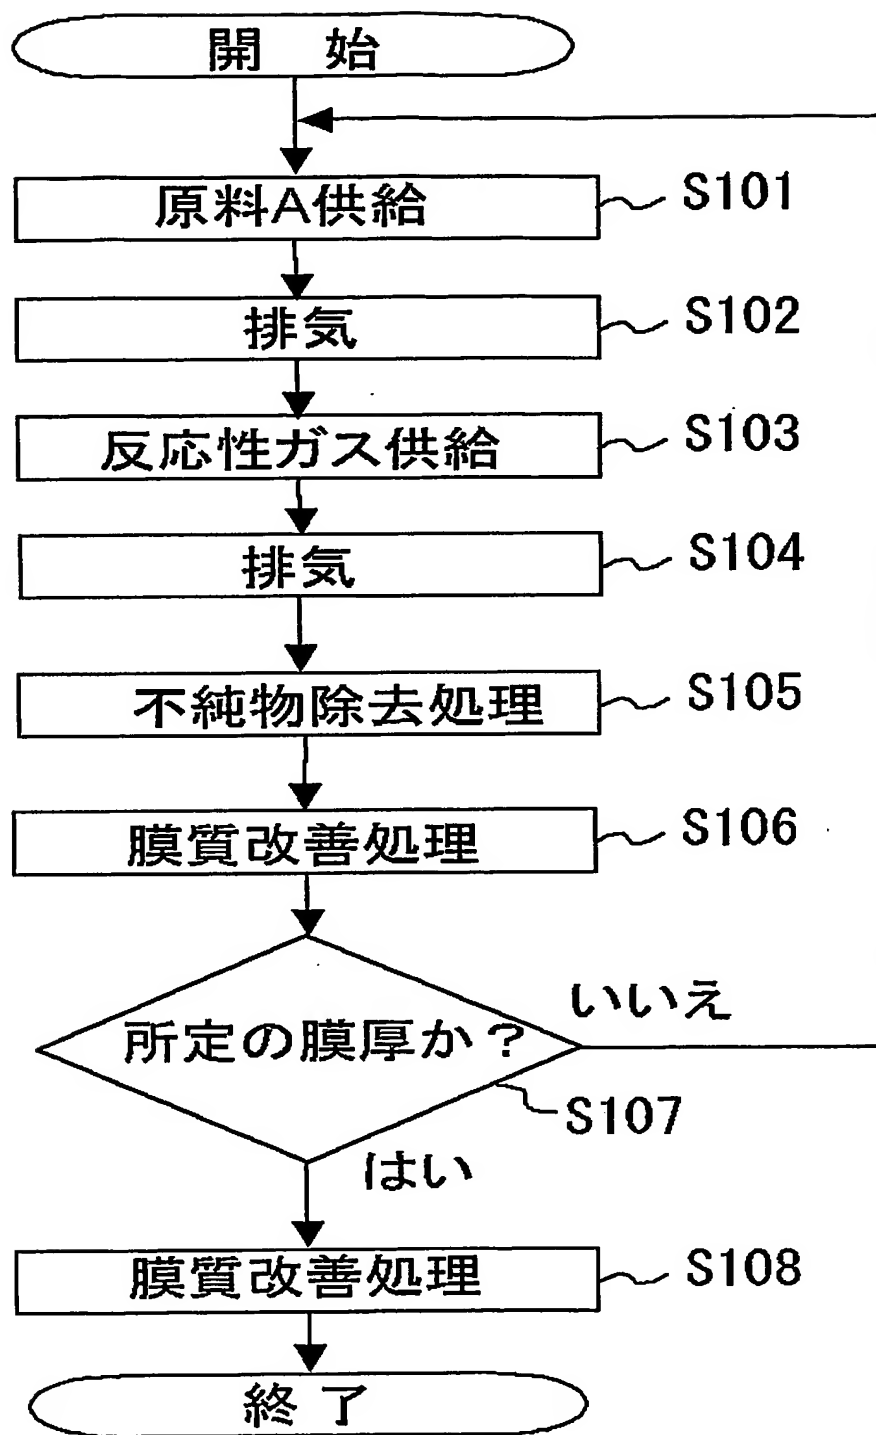 開 始
原料A供給 S101
排気 S102
反応性ガス供給 S103
排気 S104
不純物除去処理 S105
膜質改善処理 S106
いいえ
所定の膜厚か?
S107
はい
膜質改善処理 S108
終了